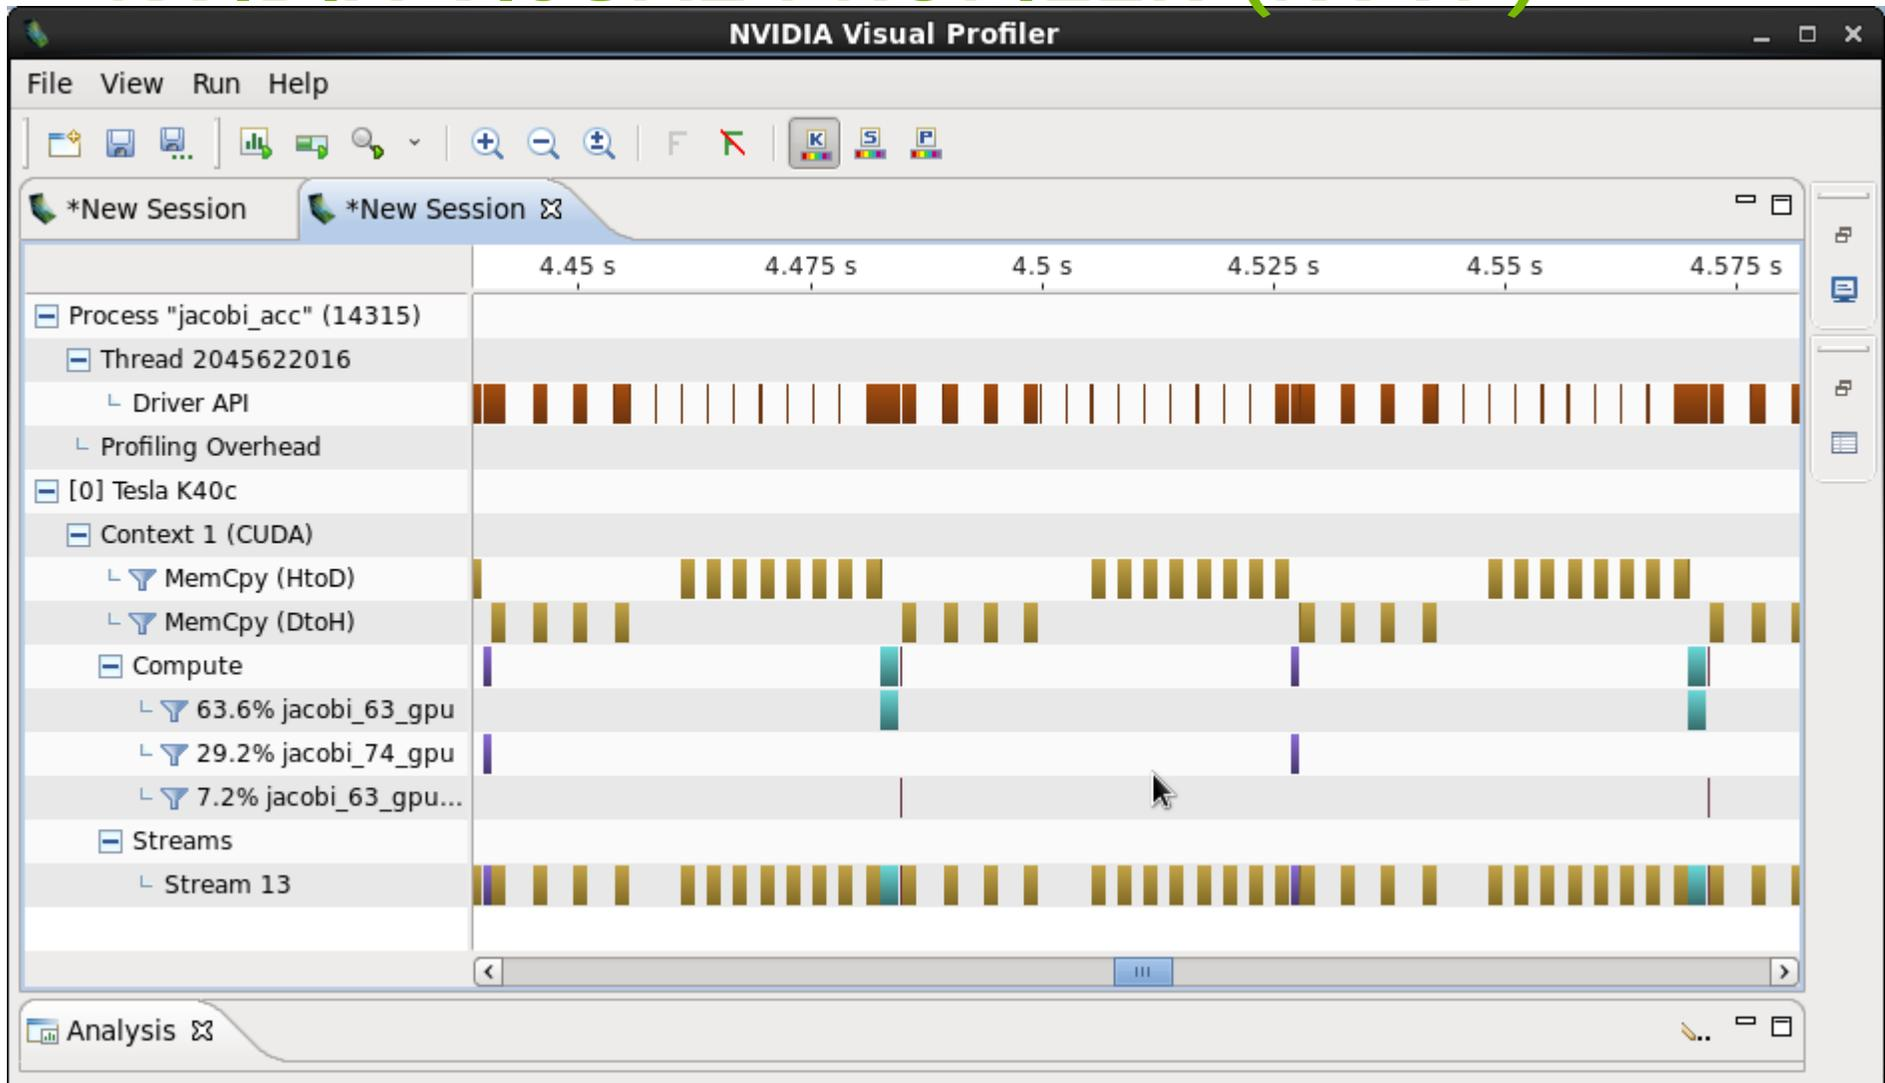 NVIDIA Visual Profiler
File View Run Help
F K S P
*New Session *New Session
4.45 s 4.475 s 4.5 s 4.525 s 4.55 s 4.575 s
Process "jacobi_acc" (14315)
Thread 2045622016
Driver API
Profiling Overhead
[0] Tesla K40c
Context 1 (CUDA)
MemCpy (HtoD)
MemCpy (DtoH)
Compute
63.6% jacobi_63_gpu
29.2% jacobi_74_gpu
7.2% jacobi_63_gpu...
Streams
Stream 13
Analysis